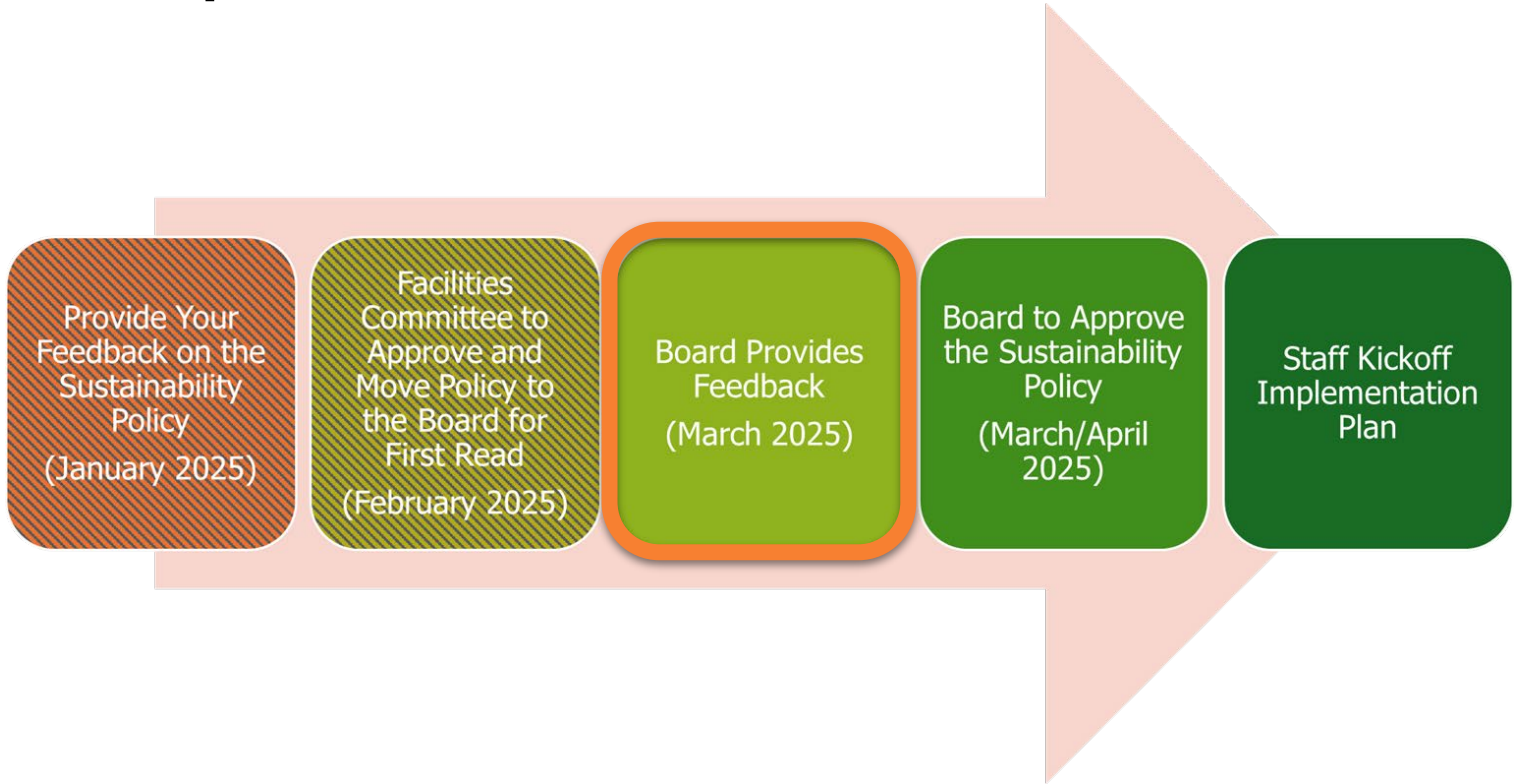 Provide Your
Feedback on the
Sustainability
Policy
(January 2025)
Facilities
Committee to
Approve and
Move Policy to
the Board for
First Read
(February 2025)
Board Provides
Feedback
(March 2025)
Board to Approve
the Sustainability
Policy
(March/April
2025)
Staff Kickoff
Implementation
Plan